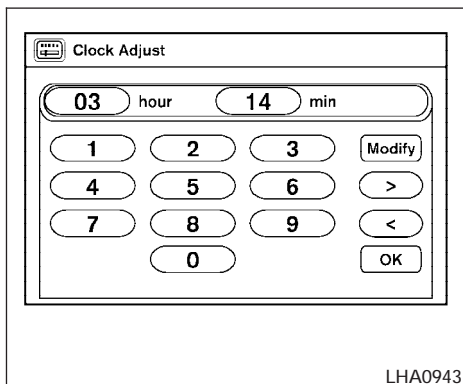 Clock Adjust
03 hour 14 min
1 2 3 Modify
4 5 6 >
7 8 9 <
0 OK
LHA0943